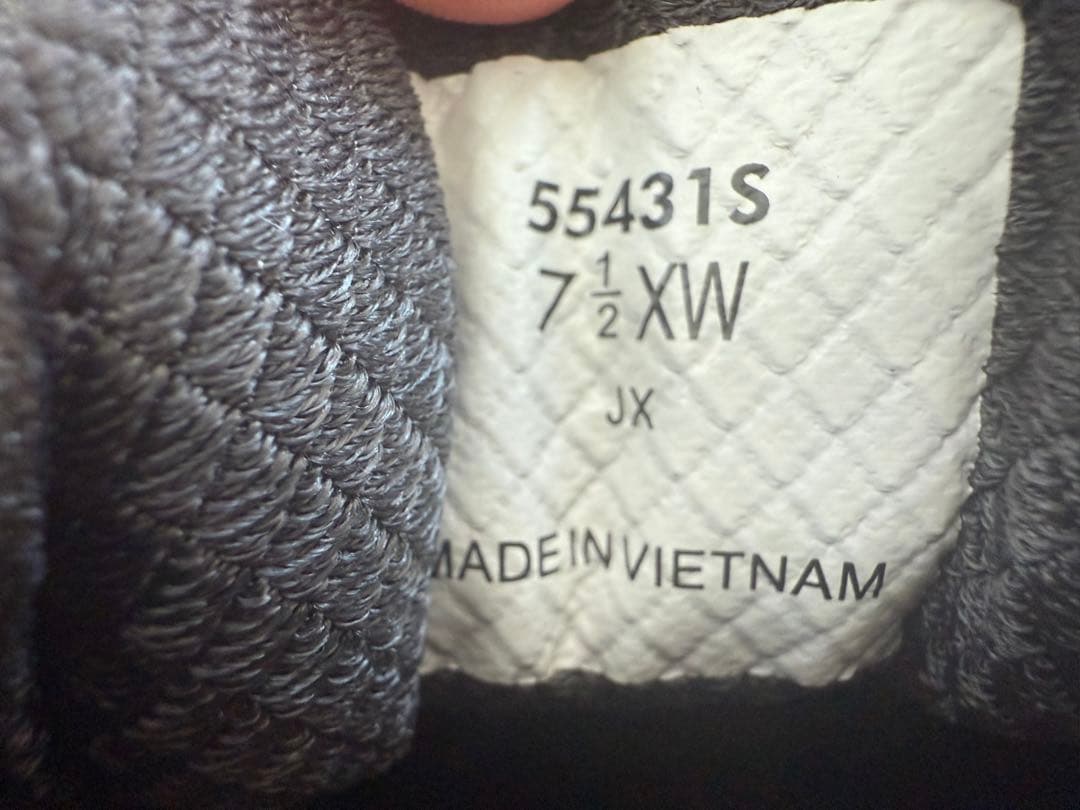 55431S
7 ½ XW
JX
MADE IN VIETNAM